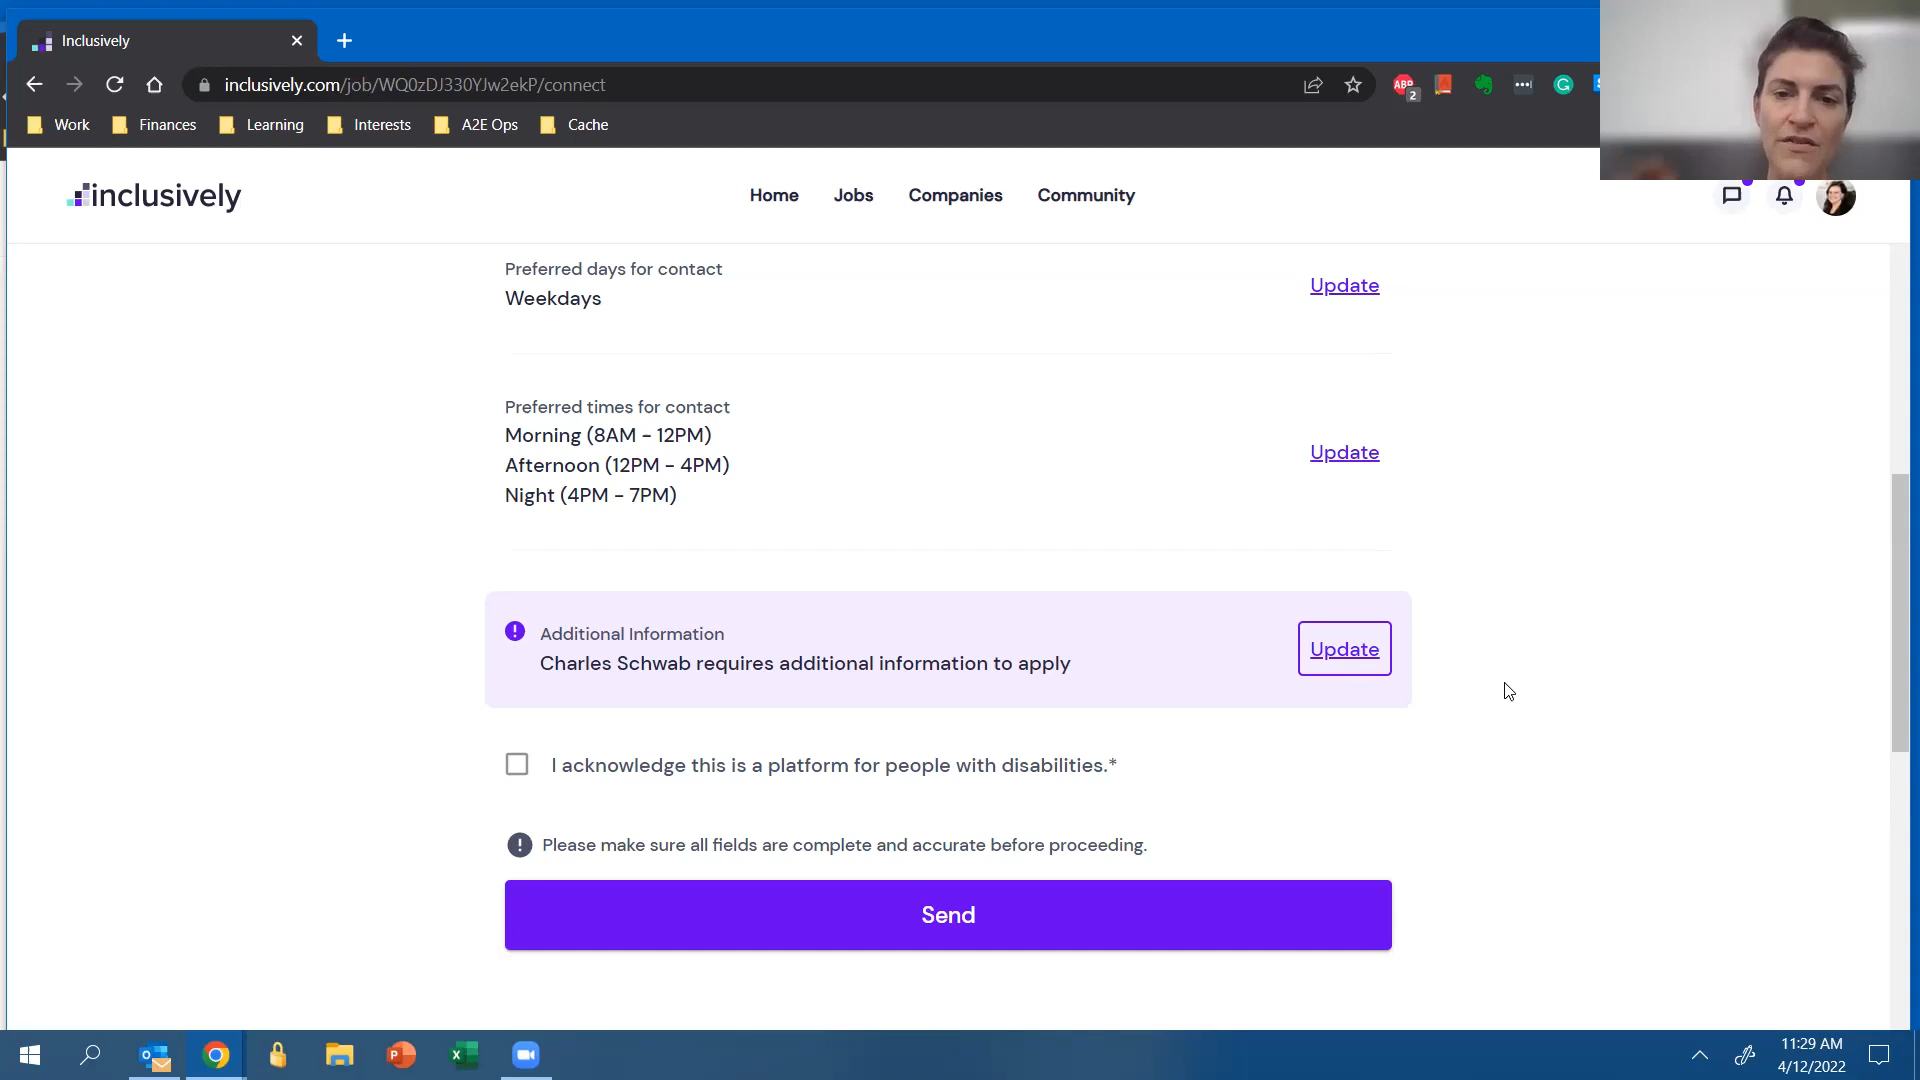 Inclusively
inclusively.com/job/WQ0zDJ330YJw2ekP/connect
ABP
2
G
Work
Finances
Learning
Interests
A2E Ops
Cache
inclusively
Home
Jobs
Companies
Community
Preferred days for contact
Weekdays
Update
Preferred times for contact
Morning (8AM - 12PM)
Afternoon (12PM - 4PM)
Night (4PM - 7PM)
Update
Additional Information
Charles Schwab requires additional information to apply
Update
I acknowledge this is a platform for people with disabilities.*
Please make sure all fields are complete and accurate before proceeding.
Send
11:29 AM
4/12/2022